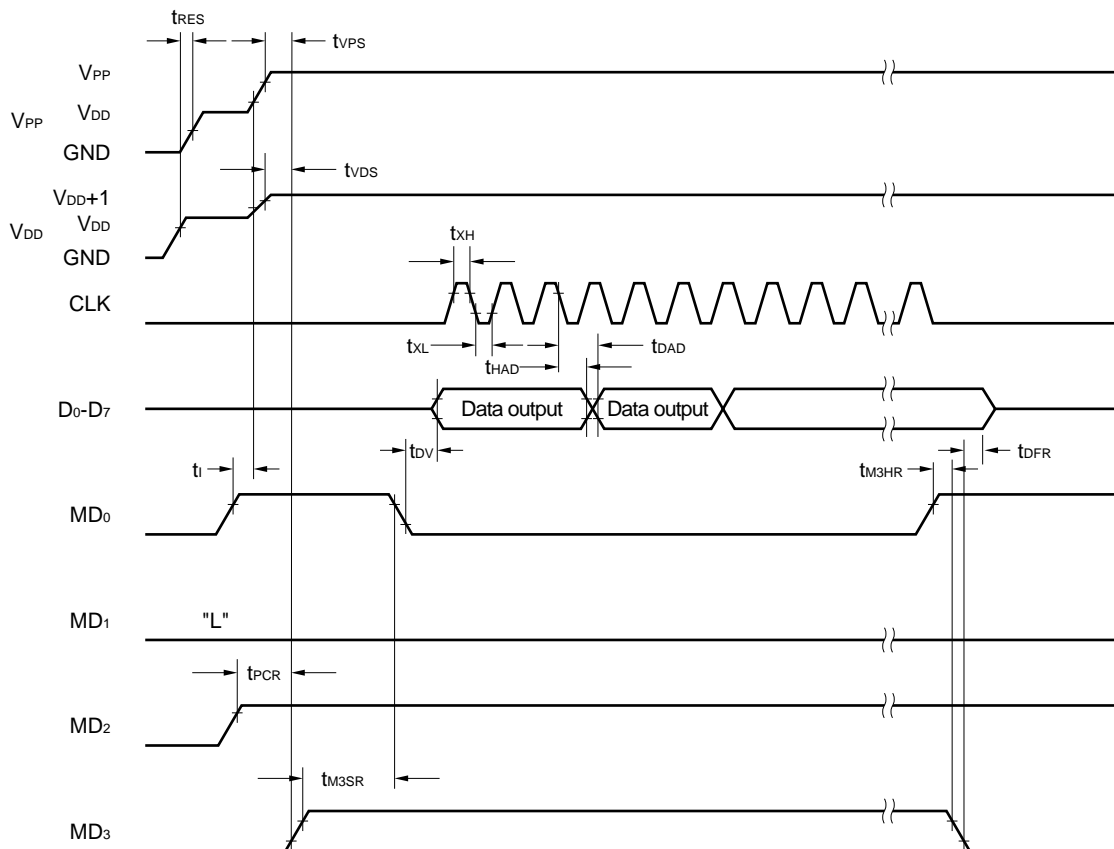 tRES
tVPS
VPP
VPP
VDD
GND
tVDS
VDD+1
VDD
VDD
GND
tXH
CLK
tXL
tHAD
tDAD
D0-D7
Data output
Data output
tDV
tI
tM3HR
tDFR
MD0
MD1
"L"
tPCR
MD2
tM3SR
MD3